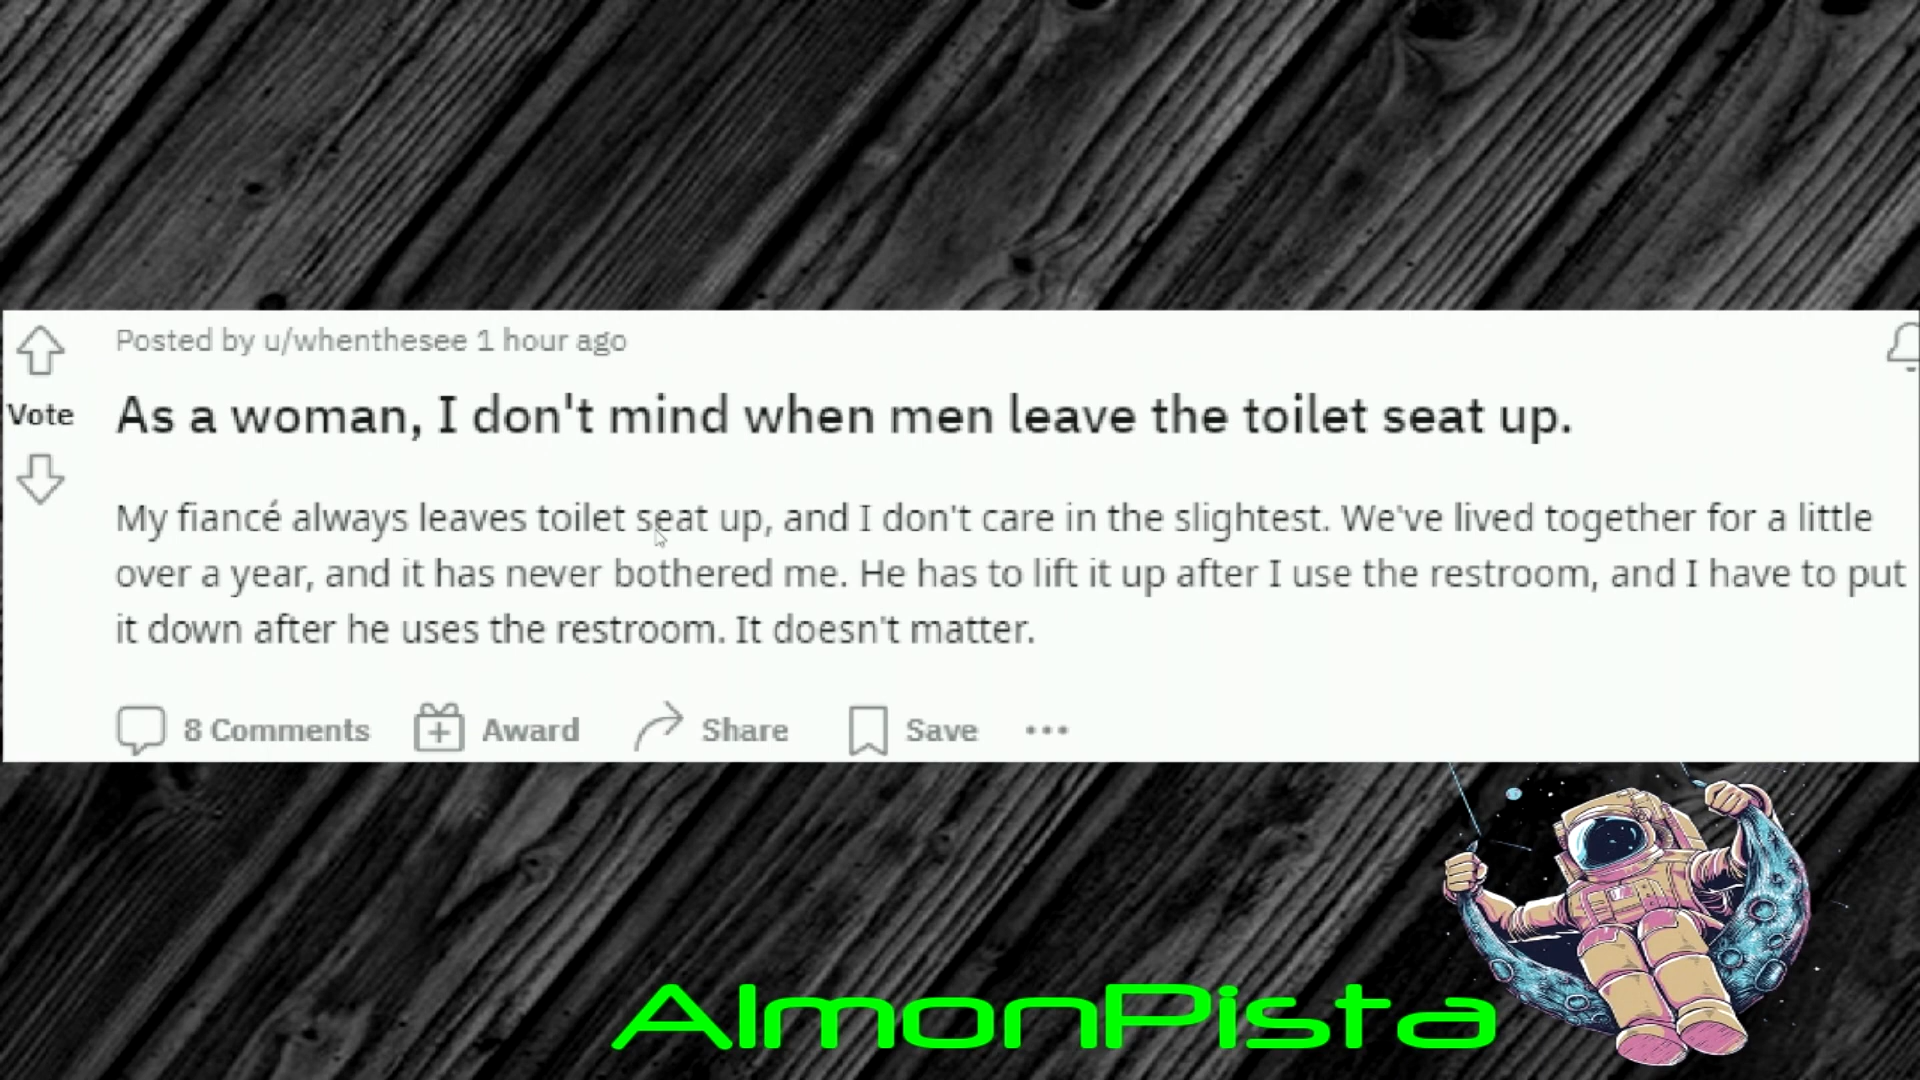 Posted by u/whenthesee 1 hour ago
Vote
As a woman, I don't mind when men leave the toilet seat up.
My fiancé always leaves toilet seat up, and I don't care in the slightest. We've lived together for a little
over a year, and it has never bothered me. He has to lift it up after I use the restroom, and I have to put
it down after he uses the restroom. It doesn't matter.
8 Comments Award Share Save
AlmonPista